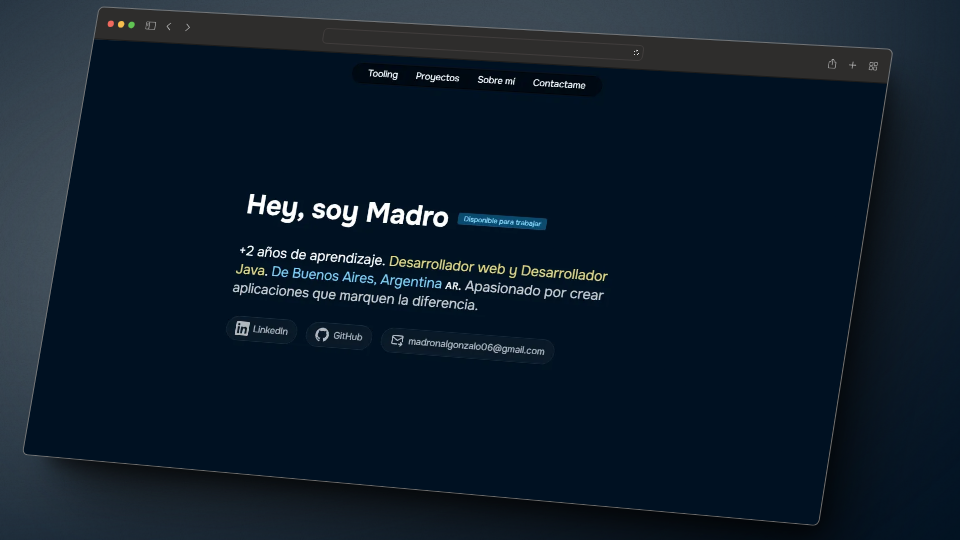 Tooling Proyectos Sobre mí Contactame
Hey, soy Madro Disponible para trabajar
+2 años de aprendizaje. Desarrollador web y Desarrollador
Java. De Buenos Aires, Argentina AR. Apasionado por crear
aplicaciones que marquen la diferencia.
LinkedIn GitHub madronalgonzalo06@gmail.com